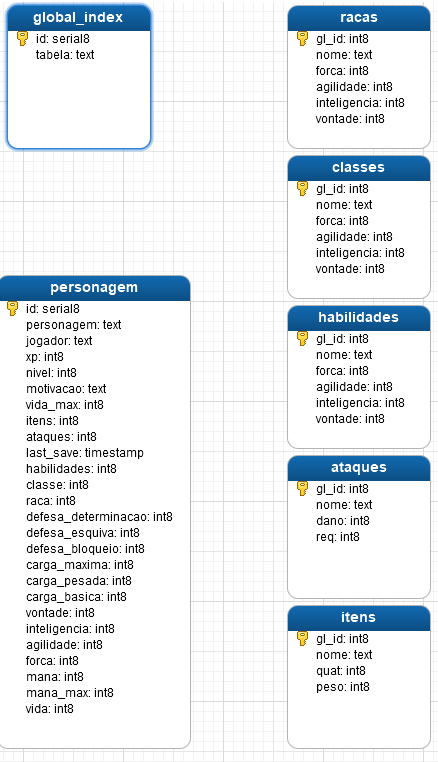 global_index
id: serial8
tabela: text
racas
gl_id: int8
nome: text
forca: int8
agilidade: int8
inteligencia: int8
vontade: int8
classes
gl_id: int8
nome: text
forca: int8
agilidade: int8
inteligencia: int8
vontade: int8
personagem
id: serial8
personagem: text
jogador: text
xp: int8
nivel: int8
motivacao: text
vida_max: int8
itens: int8
ataques: int8
last_save: timestamp
habilidades: int8
classe: int8
raca: int8
defesa_determinacao: int8
defesa_esquiva: int8
defesa_bloqueio: int8
carga_maxima: int8
carga_pesada: int8
carga_basica: int8
vontade: int8
inteligencia: int8
agilidade: int8
forca: int8
mana: int8
mana_max: int8
vida: int8
habilidades
gl_id: int8
nome: text
forca: int8
agilidade: int8
inteligencia: int8
vontade: int8
ataques
gl_id: int8
nome: text
dano: int8
req: int8
itens
gl_id: int8
nome: text
quat: int8
peso: int8